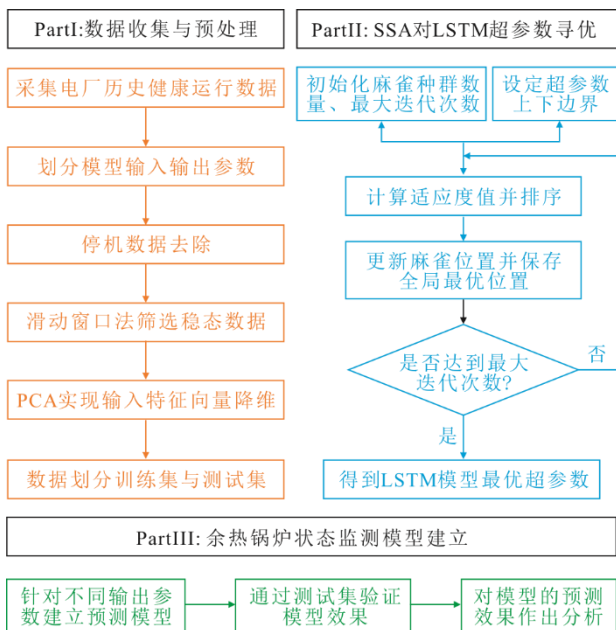 PartI:数据收集与预处理
采集电厂历史健康运行数据
划分模型输入输出参数
停机数据去除
滑动窗口法筛选稳态数据
PCA实现输入特征向量降维
数据划分训练集与测试集
PartII: SSA对LSTM超参数寻优
初始化麻雀种群数
量、最大迭代次数
设定超参数
上下边界
计算适应度值并排序
更新麻雀位置并保存
全局最优位置
是否达到最大
迭代次数?
否
是
得到LSTM模型最优超参数
PartIII: 余热锅炉状态监测模型建立
针对不同输出参
数建立预测模型
通过测试集验证
模型效果
对模型的预测
效果作出分析